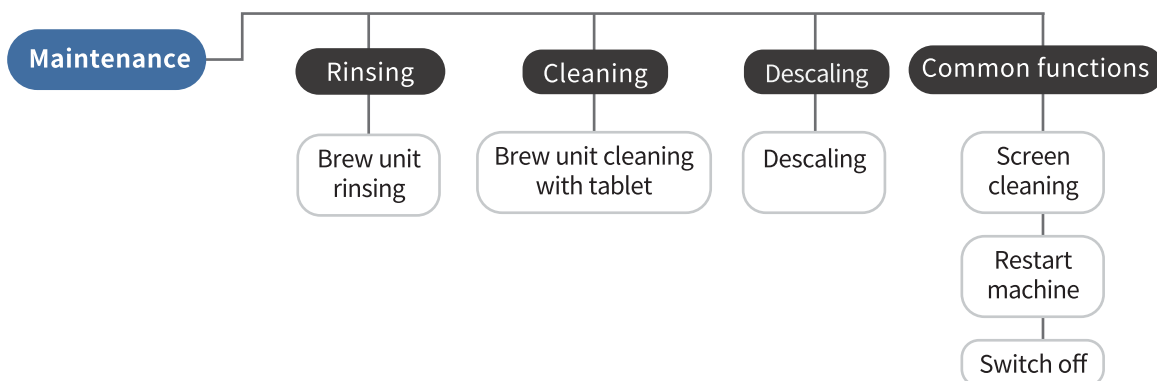 Maintenance
Rinsing
Cleaning
Descaling
Common functions
Brew unit
rinsing
Brew unit cleaning
with tablet
Descaling
Screen
cleaning
Restart
machine
Switch off